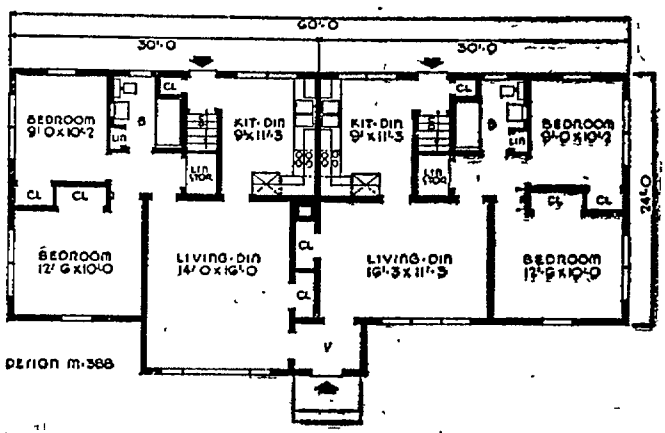 60'-0
30'-0 30'-0
24'-0
CL CL
BEDROOM
9'-0 X 10'-2
B
KIT-DIN
9'-1 X 11'-3
KIT-DIN
9'-1 X 11'-3
B
BEDROOM
9'-0 X 10'-2
LIN
LIN
LIN
STOR
LIN
STOR
CL CL
CL CL
BEDROOM
12'-6 X 10'-0
LIVING-DIN
14'-0 X 16'-0
CL
CL
LIVING-DIN
16'-3 X 11'-3
BEDROOM
12'-6 X 10'-0
V
DESIGN M-388